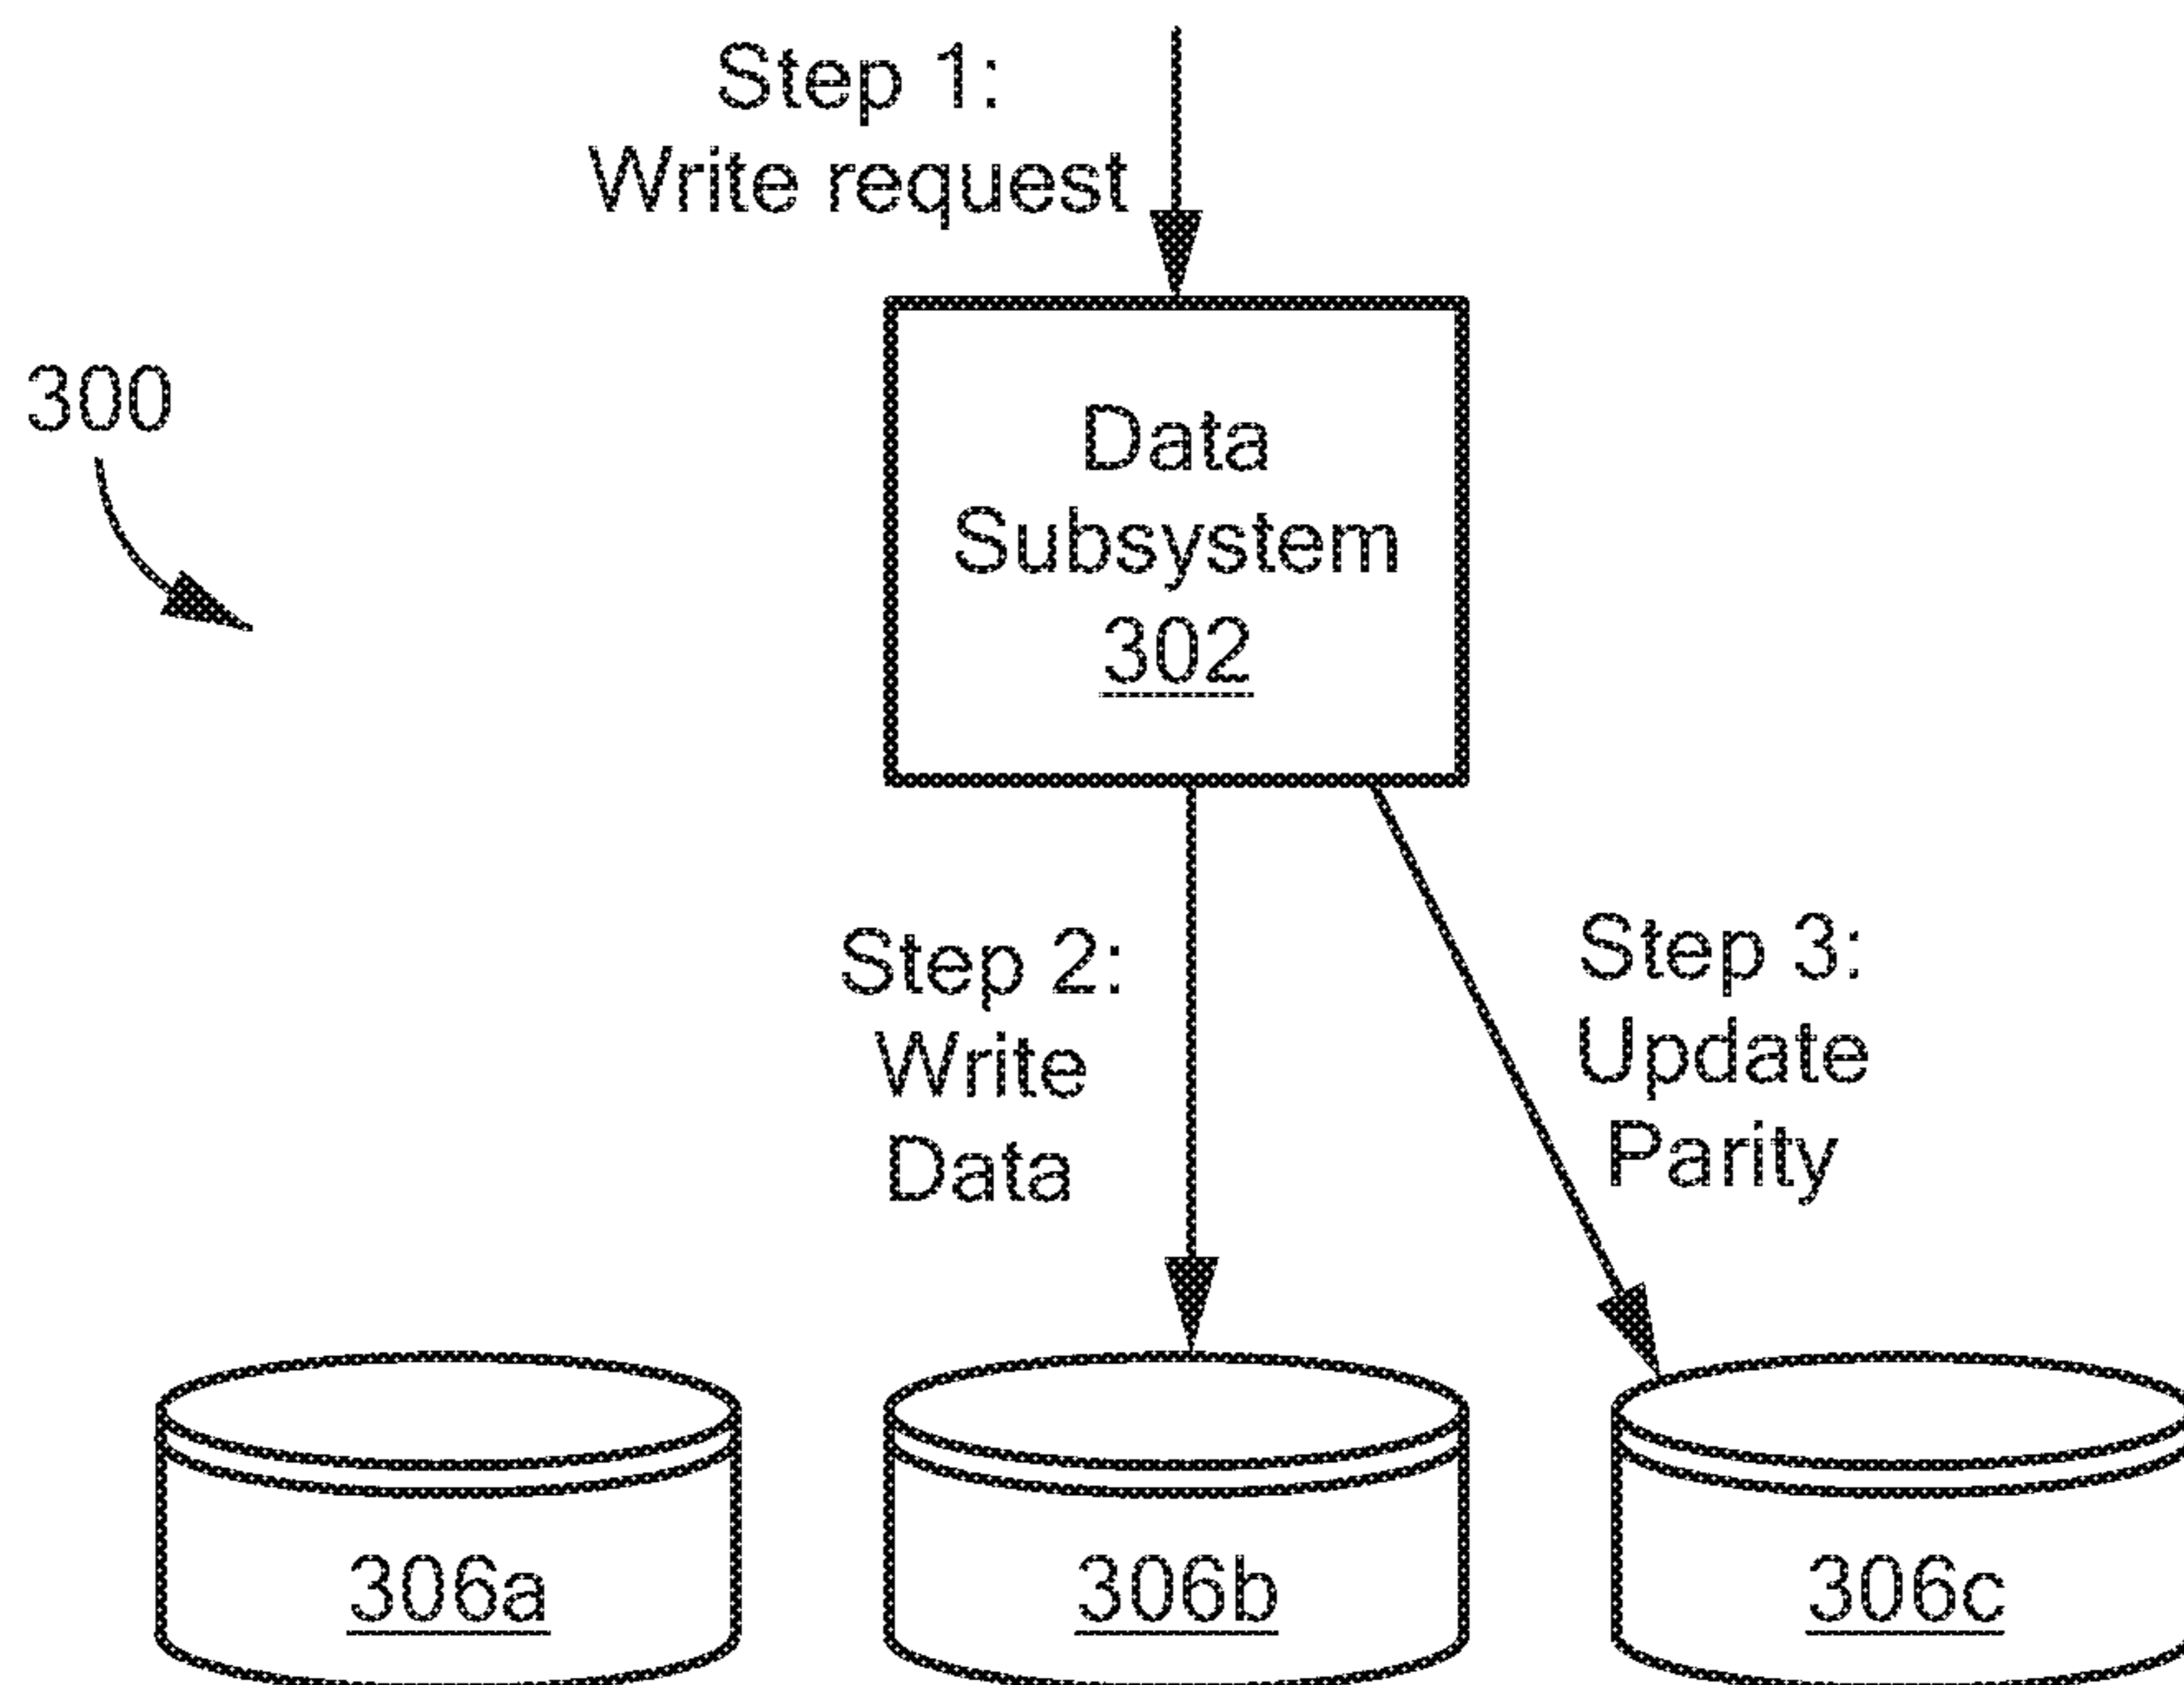 Step 1:
Write request
300
Data
Subsystem
302
Step 2:
Write
Data
Step 3:
Update
Parity
306a
306b
306c